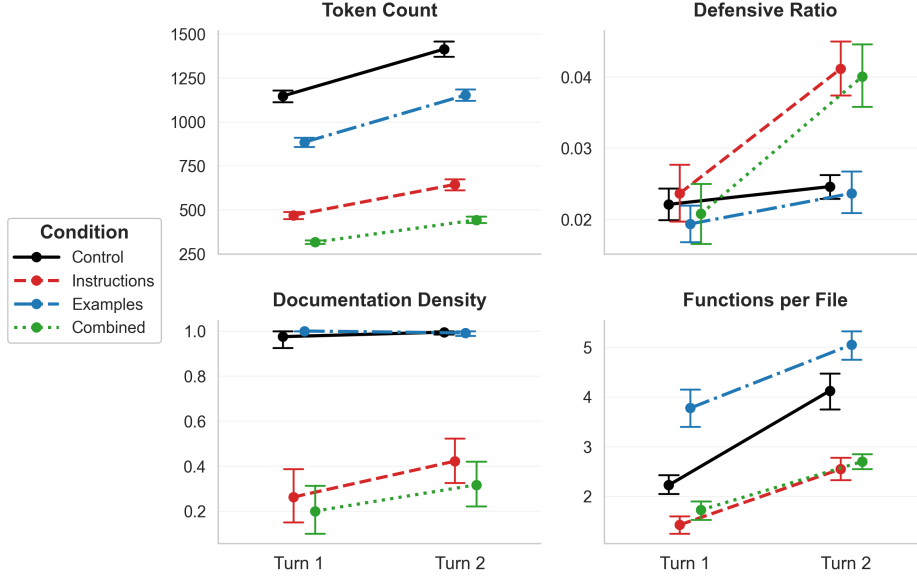 Token Count
1500
1250
1000
750
500
250
Defensive Ratio
0.04
0.03
0.02
Condition
Control
Instructions
Examples
Combined
Documentation Density
1.0
0.8
0.6
0.4
0.2
Turn 1
Turn 2
Functions per File
5
4
3
2
Turn 1
Turn 2